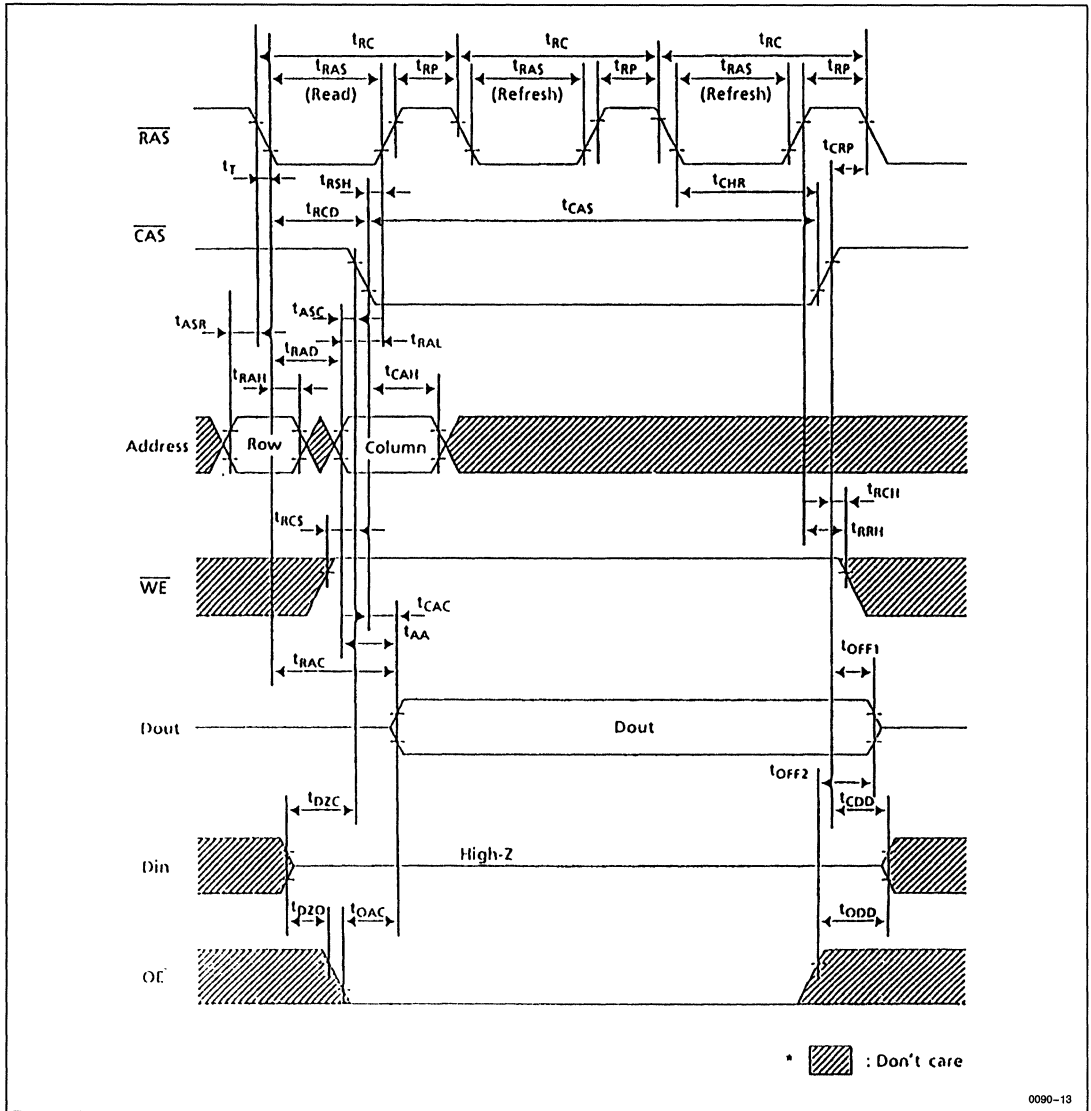 tRC tRC tRC
tRAS tRP tRAS tRP tRAS tRP
(Read) (Refresh) (Refresh)
RAS
tCRP
tT tRSH tCHR
tRCD tCAS
CAS
tASR tASC
tRAD tRAL
tRAH tCAH
Address Row Column
tRCH
tRCS tRRH
WE
tCAC
tAA
tRAC tOFF1
Dout Dout
tOFF2
tDZC tCDD
Din High-Z
tDZO tOAC tODD
OE
* : Don't care
0090-13